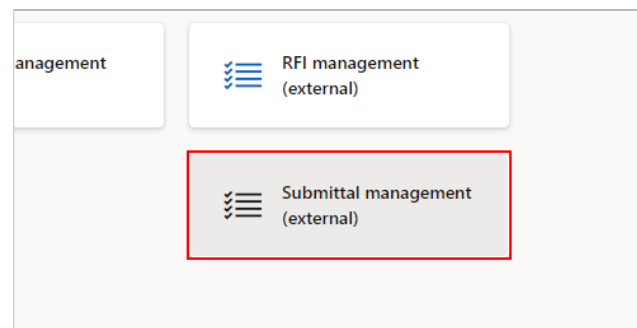 anagement
RFI management
(external)
Submittal management
(external)